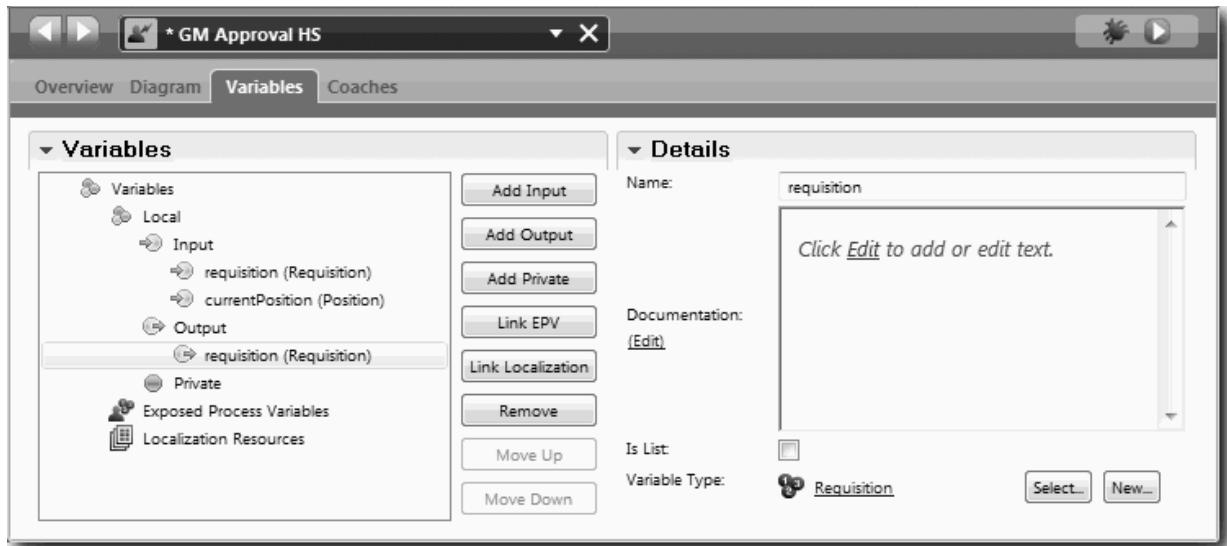 * GM Approval HS
Overview Diagram Variables Coaches
Variables
Variables
Local
Input
requisition (Requisition)
currentPosition (Position)
Output
requisition (Requisition)
Private
Exposed Process Variables
Localization Resources
Add Input
Add Output
Add Private
Link EPV
Link Localization
Remove
Move Up
Move Down
Details
Name: requisition
Click Edit to add or edit text.
Documentation:
(Edit)
Is List:
Variable Type: Requisition Select... New...